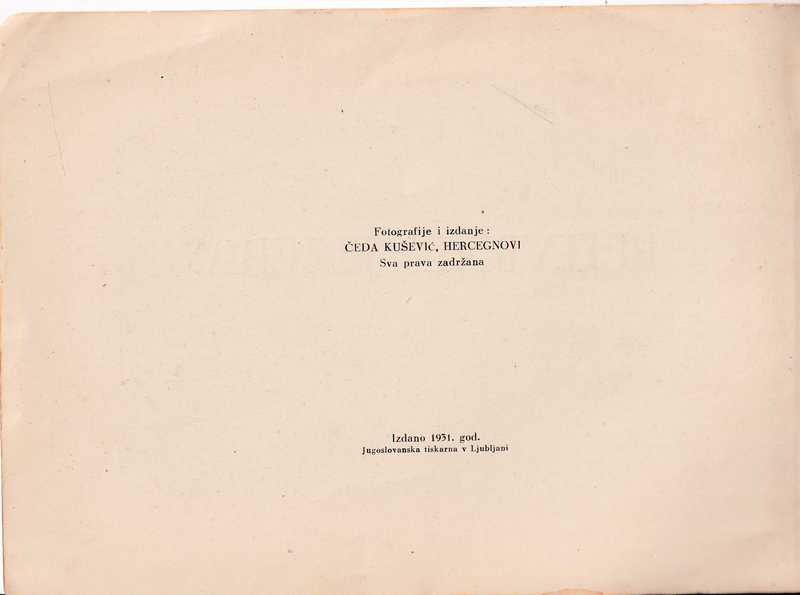 Fotografije i izdanje:
ČEDA KUŠEVIĆ, HERCEGNOVI
Sva prava zadržana
Izdano 1931. god.
Jugoslovanska tiskarna v Ljubljani